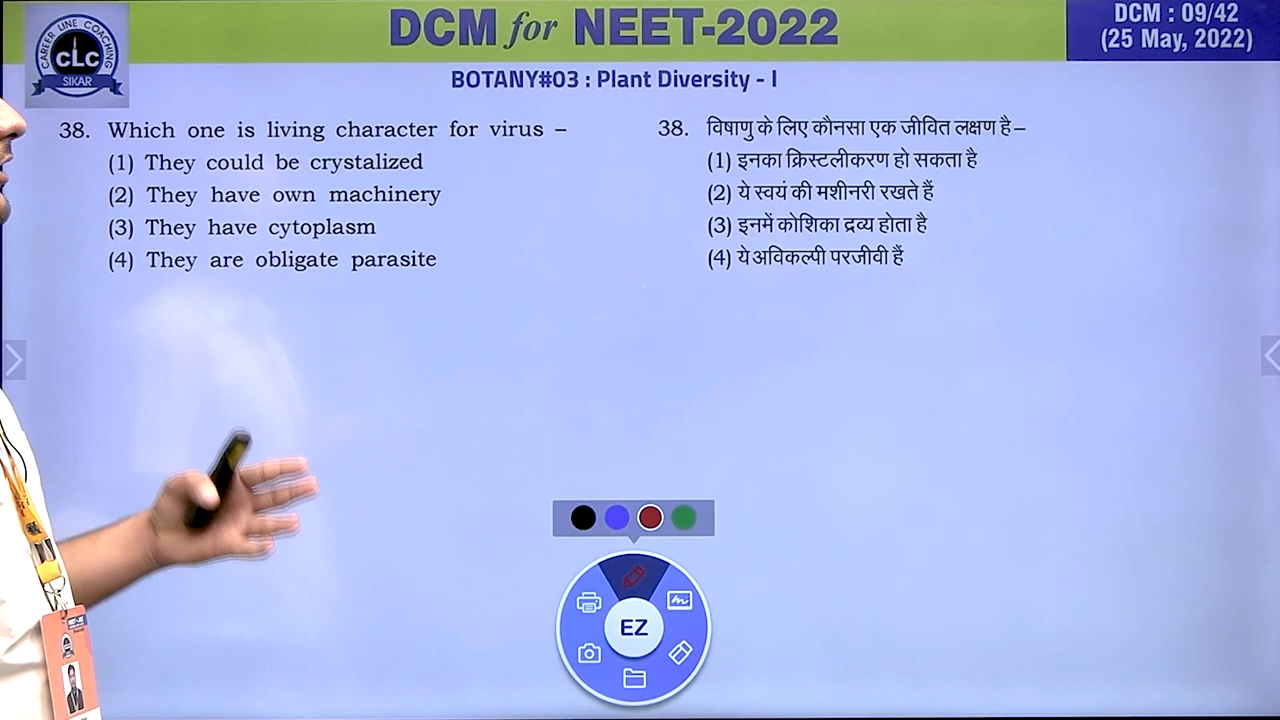 CAREER LINE COACHING
CLC
SIKAR
DCM for NEET-2022
DCM : 09/42
(25 May, 2022)
BOTANY#03 : Plant Diversity - I
38. Which one is living character for virus –
(1) They could be crystalized
(2) They have own machinery
(3) They have cytoplasm
(4) They are obligate parasite
38. विषाणु के लिए कौनसा एक जीवित लक्षण है –
(1) इनका क्रिस्टलीकरण हो सकता है
(2) ये स्वयं की मशीनरी रखते हैं
(3) इनमें कोशिका द्रव्य होता है
(4) ये अविकल्पी परजीवी हैं
EZ